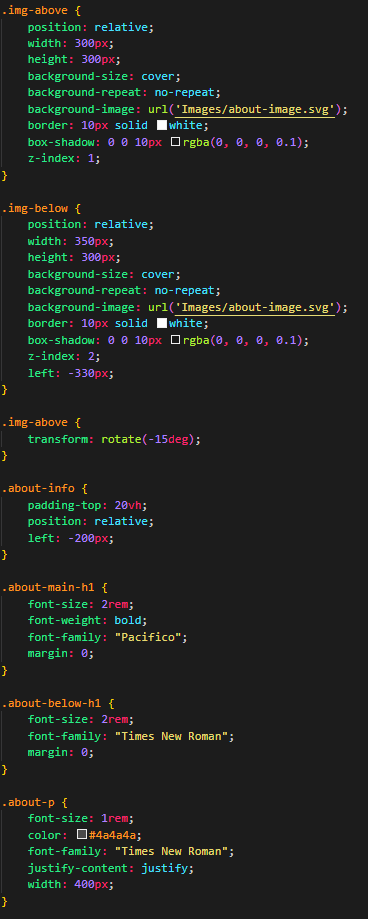 .img-above {
    position: relative;
    width: 300px;
    height: 300px;
    background-size: cover;
    background-repeat: no-repeat;
    background-image: url('Images/about-image.svg');
    border: 10px solid white;
    box-shadow: 0 0 10px rgba(0, 0, 0, 0.1);
    z-index: 1;
}

.img-below {
    position: relative;
    width: 350px;
    height: 300px;
    background-size: cover;
    background-repeat: no-repeat;
    background-image: url('Images/about-image.svg');
    border: 10px solid white;
    box-shadow: 0 0 10px rgba(0, 0, 0, 0.1);
    z-index: 2;
    left: -330px;
}

.img-above {
    transform: rotate(-15deg);
}

.about-info {
    padding-top: 20vh;
    position: relative;
    left: -200px;
}

.about-main-h1 {
    font-size: 2rem;
    font-weight: bold;
    font-family: "Pacifico";
    margin: 0;
}

.about-below-h1 {
    font-size: 2rem;
    font-family: "Times New Roman";
    margin: 0;
}

.about-p {
    font-size: 1rem;
    color: #4a4a4a;
    font-family: "Times New Roman";
    justify-content: justify;
    width: 400px;
}